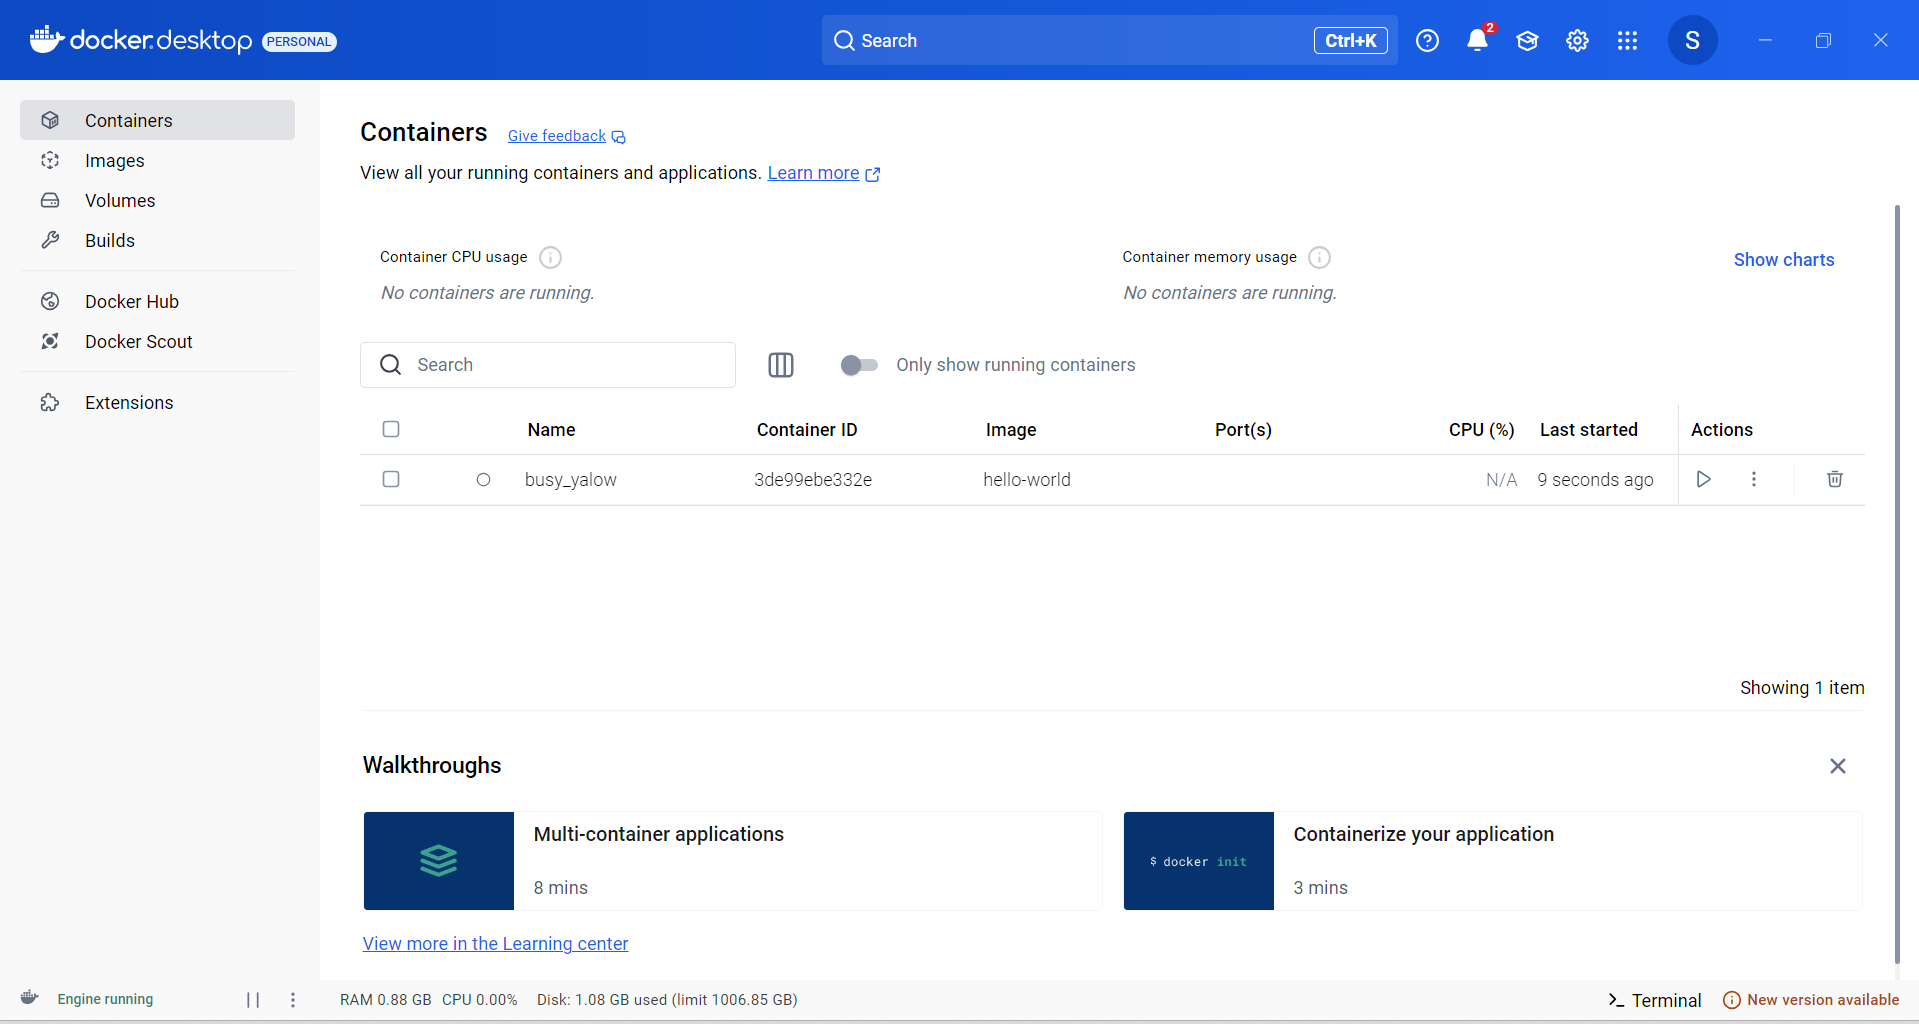 docker.desktop PERSONAL
Search Ctrl+K
2
S
Containers
Images
Volumes
Builds
Docker Hub
Docker Scout
Extensions
Containers Give feedback
View all your running containers and applications. Learn more
Container CPU usage
No containers are running.
Container memory usage
No containers are running.
Show charts
Search
Only show running containers
Name Container ID Image Port(s) CPU (%) Last started Actions
busy_yalow 3de99ebe332e hello-world N/A 9 seconds ago
Showing 1 item
Walkthroughs
Multi-container applications
8 mins
$ docker init
Containerize your application
3 mins
View more in the Learning center
Engine running
RAM 0.88 GB CPU 0.00% Disk: 1.08 GB used (limit 1006.85 GB)
>_ Terminal
New version available